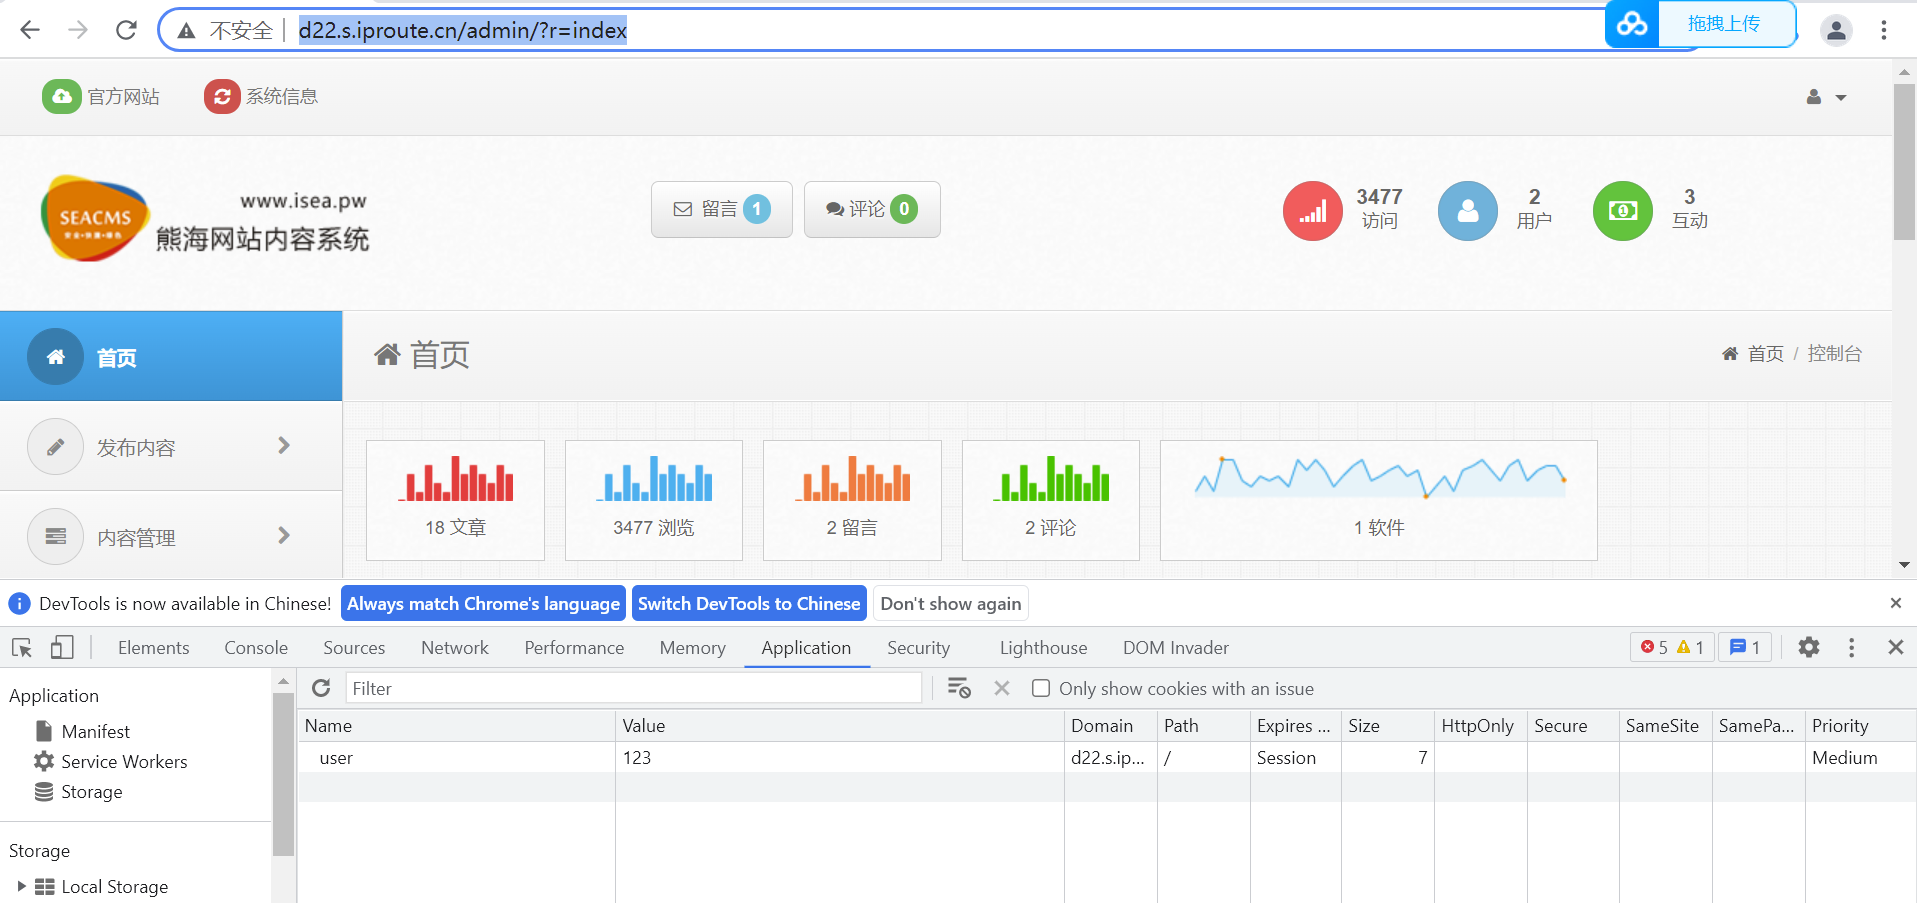 不安全 d22.s.iproute.cn/admin/?r=index 拖拽上传
官方网站 系统信息
SEACMS
www.isea.pw
熊海网站内容系统
留言 1 评论 0
3477 访问
2 用户
3 互动
首页
首页
首页 / 控制台
发布内容
内容管理
18 文章 3477 浏览 2 留言 2 评论 1 软件
DevTools is now available in Chinese! Always match Chrome's language Switch DevTools to Chinese Don't show again
Elements Console Sources Network Performance Memory Application Security Lighthouse DOM Invader 5 1 1
Application
Manifest
Service Workers
Storage
Storage
Local Storage
Filter Only show cookies with an issue
Name Value Domain Path Expires ... Size HttpOnly Secure SameSite SamePa... Priority
user 123 d22.s.ip... / Session 7 Medium